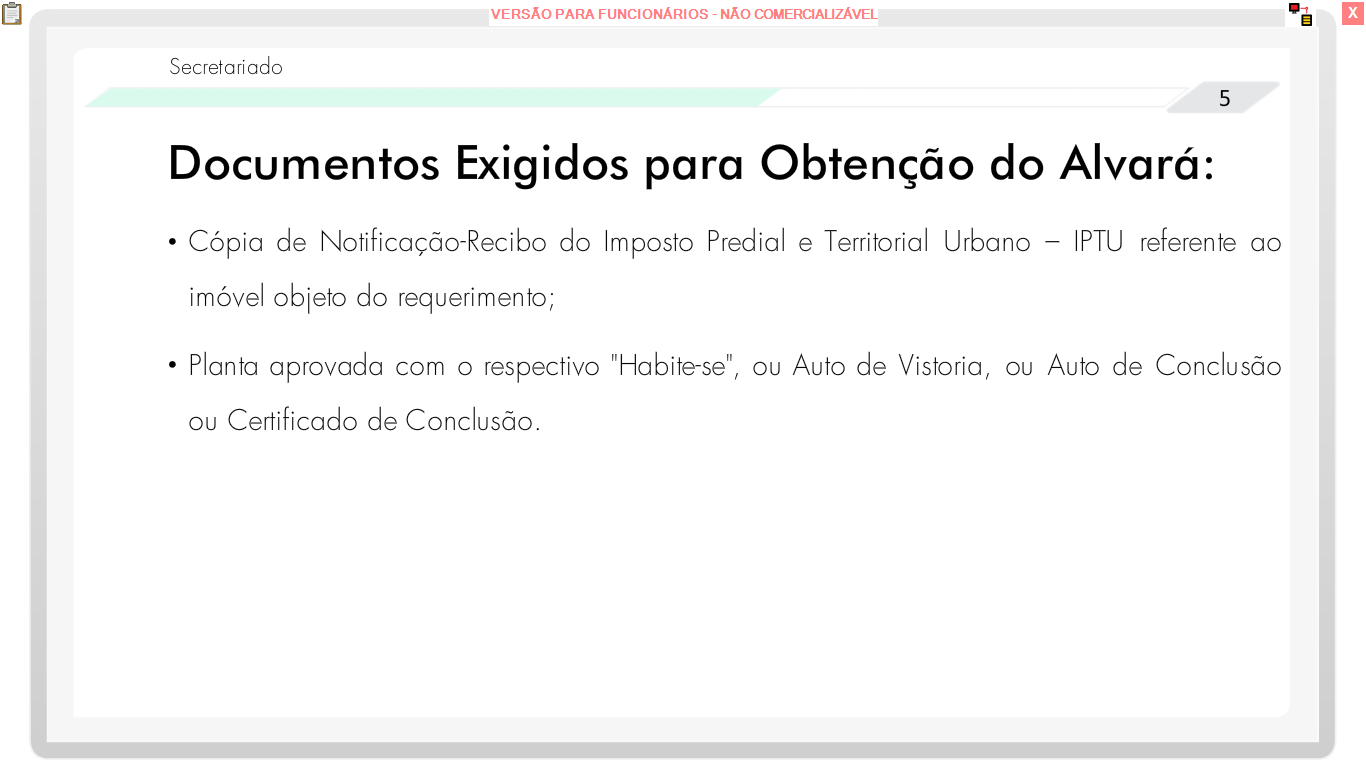 VERSÃO PARA FUNCIONÁRIOS - NÃO COMERCIALIZÁVEL
X
Secretariado
5
Documentos Exigidos para Obtenção do Alvará:
• Cópia de Notificação-Recibo do Imposto Predial e Territorial Urbano – IPTU referente ao
imóvel objeto do requerimento;
• Planta aprovada com o respectivo "Habite-se", ou Auto de Vistoria, ou Auto de Conclusão
ou Certificado de Conclusão.